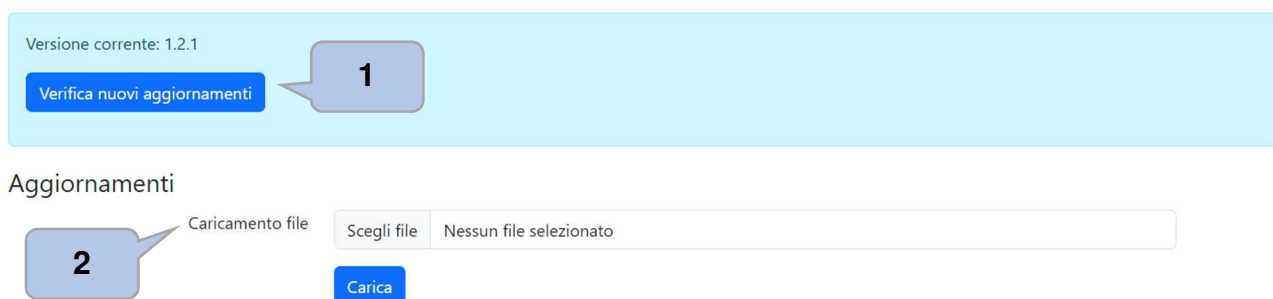 Versione corrente: 1.2.1
Verifica nuovi aggiornamenti
1
Aggiornamenti
Caricamento file
Scegli file
Nessun file selezionato
2
Carica